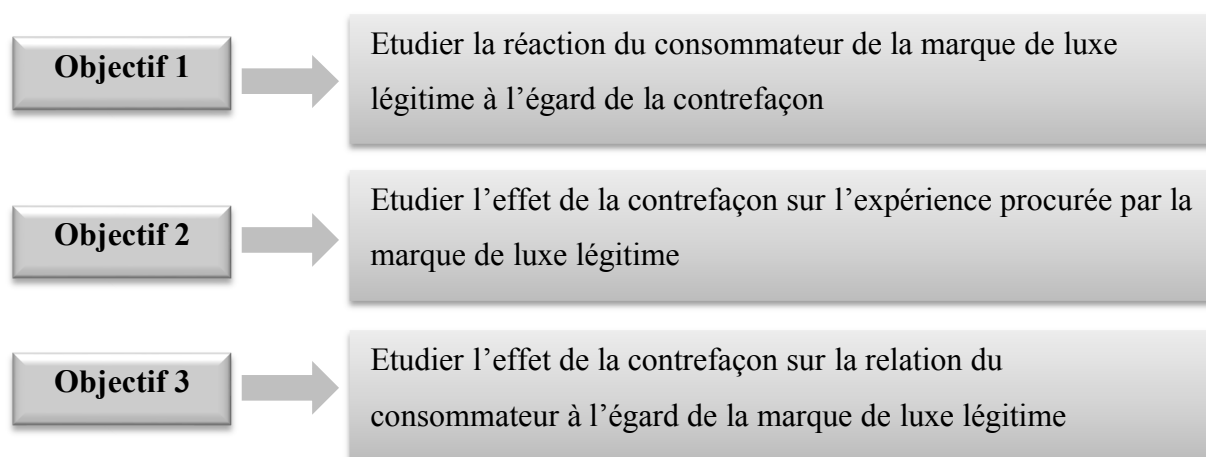 Objectif 1
Etudier la réaction du consommateur de la marque de luxe
légitime à l’égard de la contrefaçon
Objectif 2
Etudier l’effet de la contrefaçon sur l’expérience procurée par la
marque de luxe légitime
Objectif 3
Etudier l’effet de la contrefaçon sur la relation du
consommateur à l’égard de la marque de luxe légitime